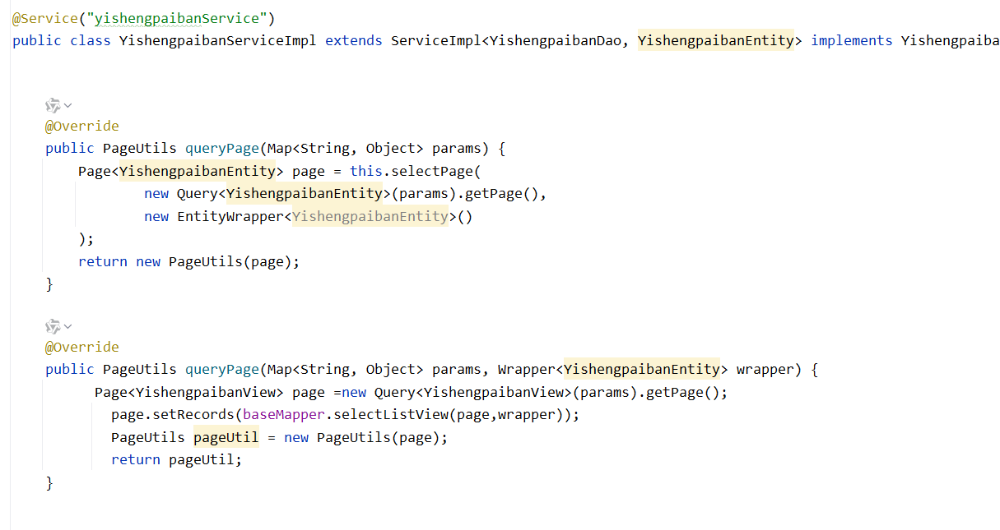 @Service("yishengpaibanService")
public class YishengpaibanServiceImpl extends ServiceImpl<YishengpaibanDao, YishengpaibanEntity> implements Yishengpaiba
@Override
public PageUtils queryPage(Map<String, Object> params) {
Page<YishengpaibanEntity> page = this.selectPage(
new Query<YishengpaibanEntity>(params).getPage(),
new EntityWrapper<YishengpaibanEntity>()
);
return new PageUtils(page);
}
@Override
public PageUtils queryPage(Map<String, Object> params, Wrapper<YishengpaibanEntity> wrapper) {
Page<YishengpaibanView> page =new Query<YishengpaibanView>(params).getPage();
page.setRecords(baseMapper.selectListView(page,wrapper));
PageUtils pageUtil = new PageUtils(page);
return pageUtil;
}